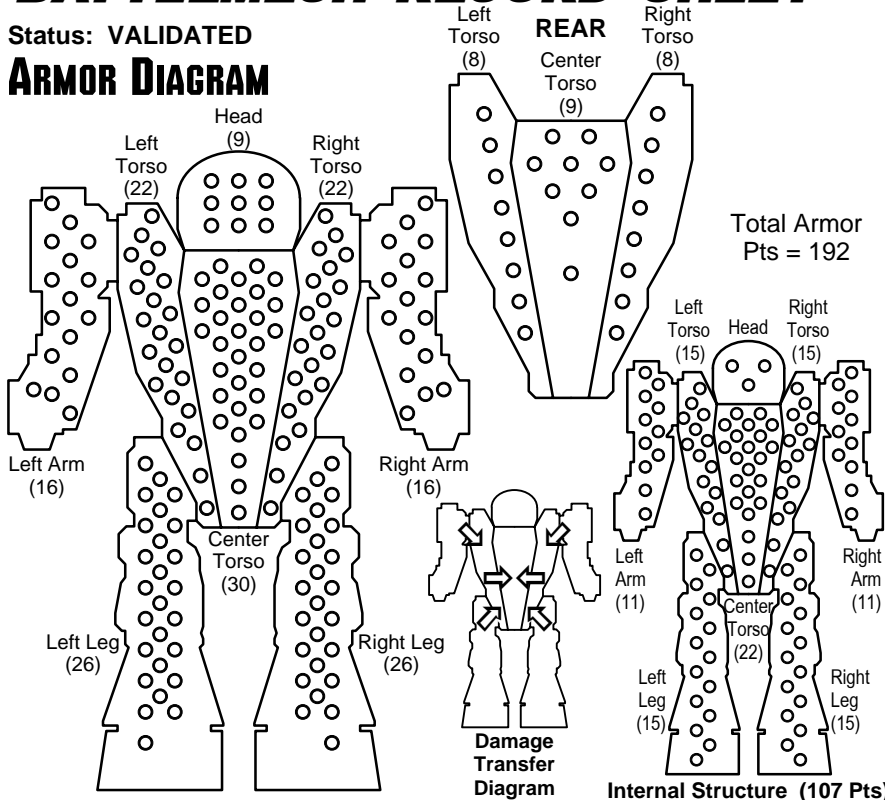 BATTLEMECH RECORD SHEET
Status: VALIDATED
ARMOR DIAGRAM
Head
(9)
Left
Torso
(22)
Right
Torso
(22)
Left Arm
(16)
Right Arm
(16)
Center
Torso
(30)
Left Leg
(26)
Right Leg
(26)
REAR
Left
Torso
(8)
Center
Torso
(9)
Right
Torso
(8)
Total Armor
Pts = 192
Left
Torso
(15)
Head
Right
Torso
(15)
Left
Arm
(11)
Right
Arm
(11)
Center
Torso
(22)
Left
Leg
(15)
Right
Leg
(15)
Damage
Transfer
Diagram
Internal Structure (107 Pts)